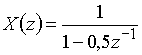 X(z) = 1 / (1 − 0,5z⁻¹)